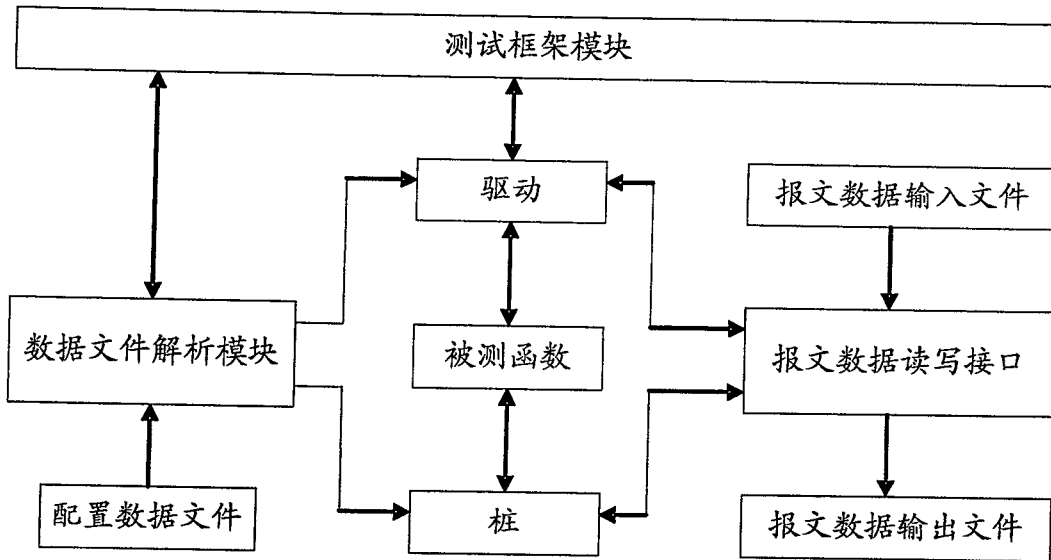 测试框架模块
驱动
报文数据输入文件
数据文件解析模块
被测函数
报文数据读写接口
配置数据文件
桩
报文数据输出文件